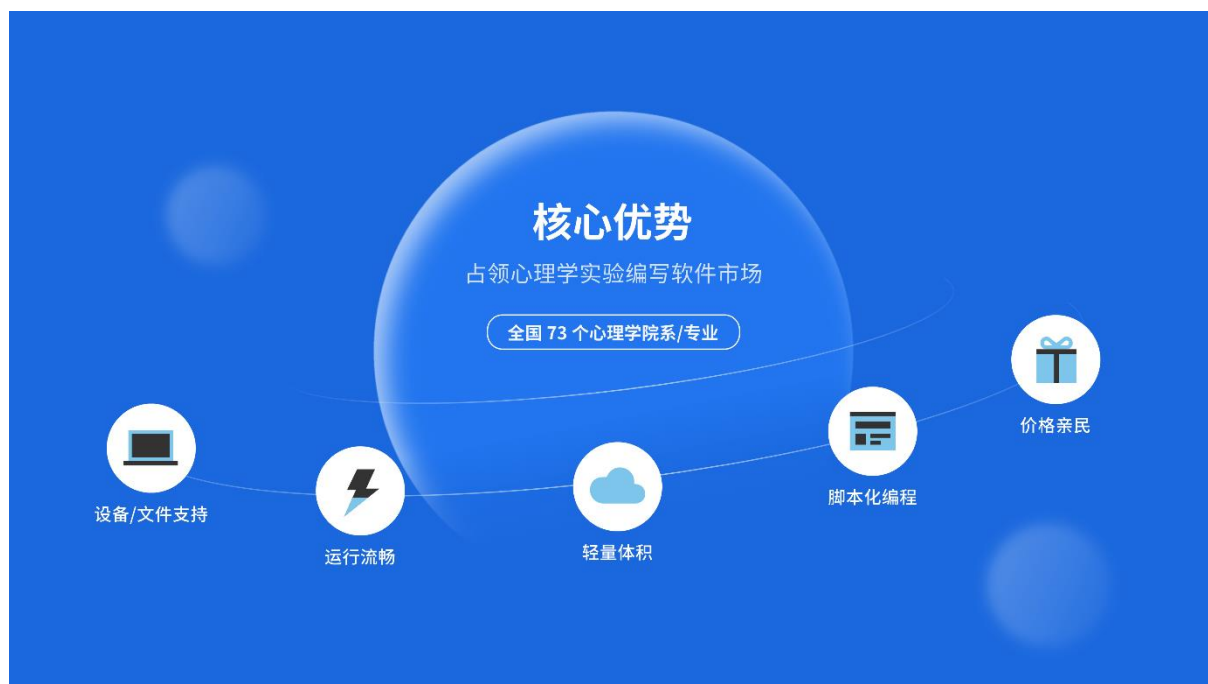 核心优势
占领心理学实验编写软件市场
全国 73 个心理学院系/专业
设备/文件支持
运行流畅
轻量体积
脚本化编程
价格亲民